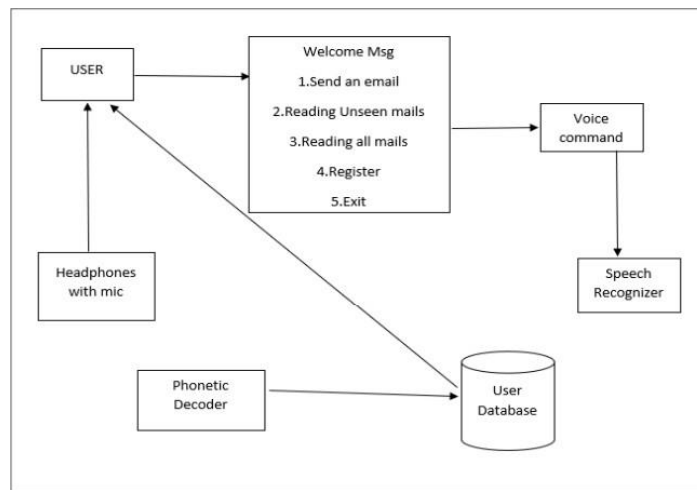 USER
Welcome Msg
1.Send an email
2.Reading Unseen mails
3.Reading all mails
4.Register
5.Exit
Voice
command
Headphones
with mic
Speech
Recognizer
Phonetic
Decoder
User
Database